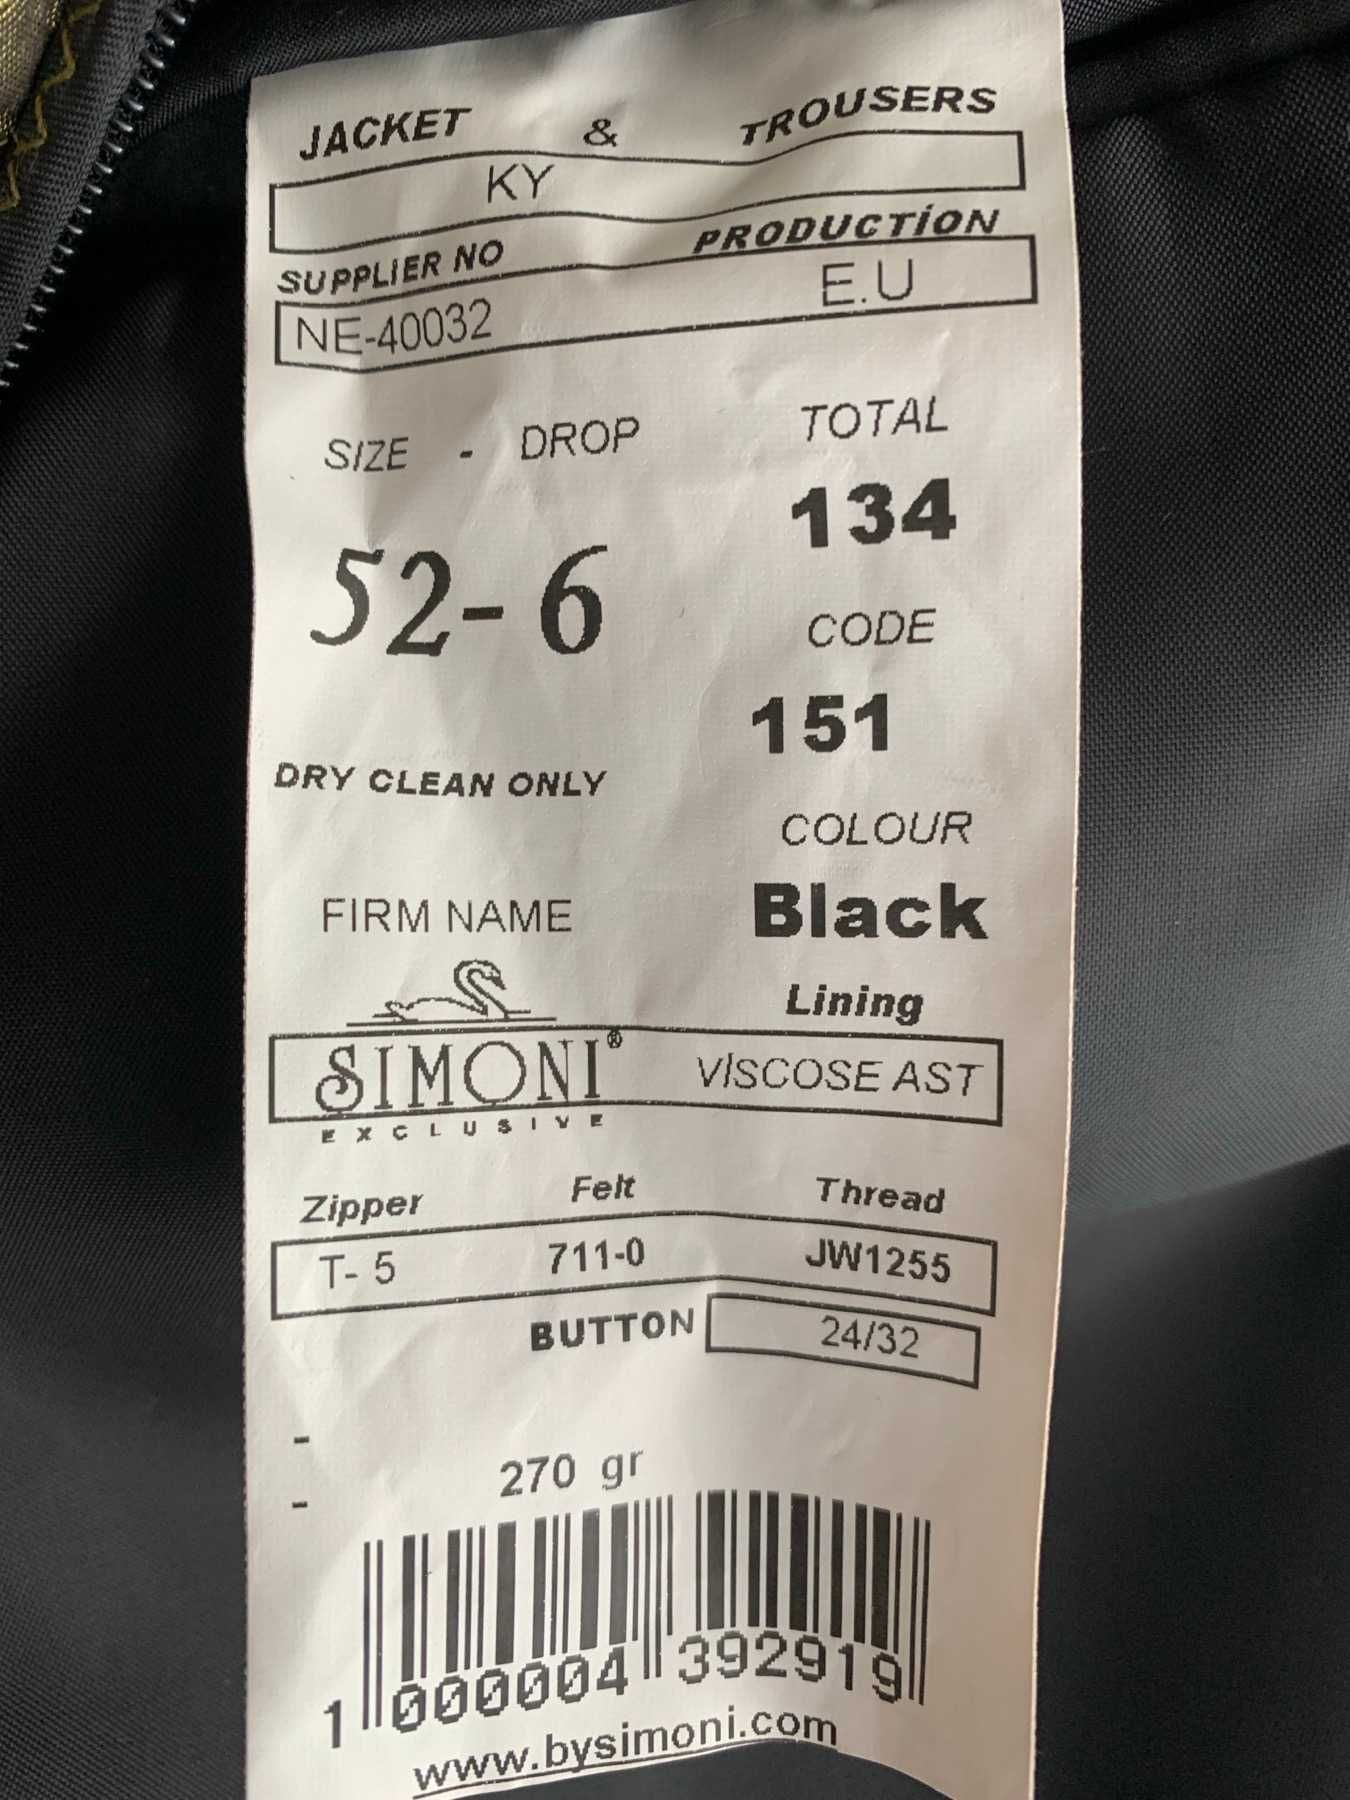 JACKET & TROUSERS
KY
SUPPLIER NO PRODUCTİON
NE-40032 E.U
SIZE - DROP TOTAL
134
52-6
CODE
151
DRY CLEAN ONLY
COLOUR
FIRM NAME Black
Lining
SIMONI® VISCOSE AST
EXCLUSIVE
Zipper Felt Thread
T- 5 711-0 JW1255
BUTTON 24/32
-
270 gr
-
1 000004 392919
www.bysimoni.com